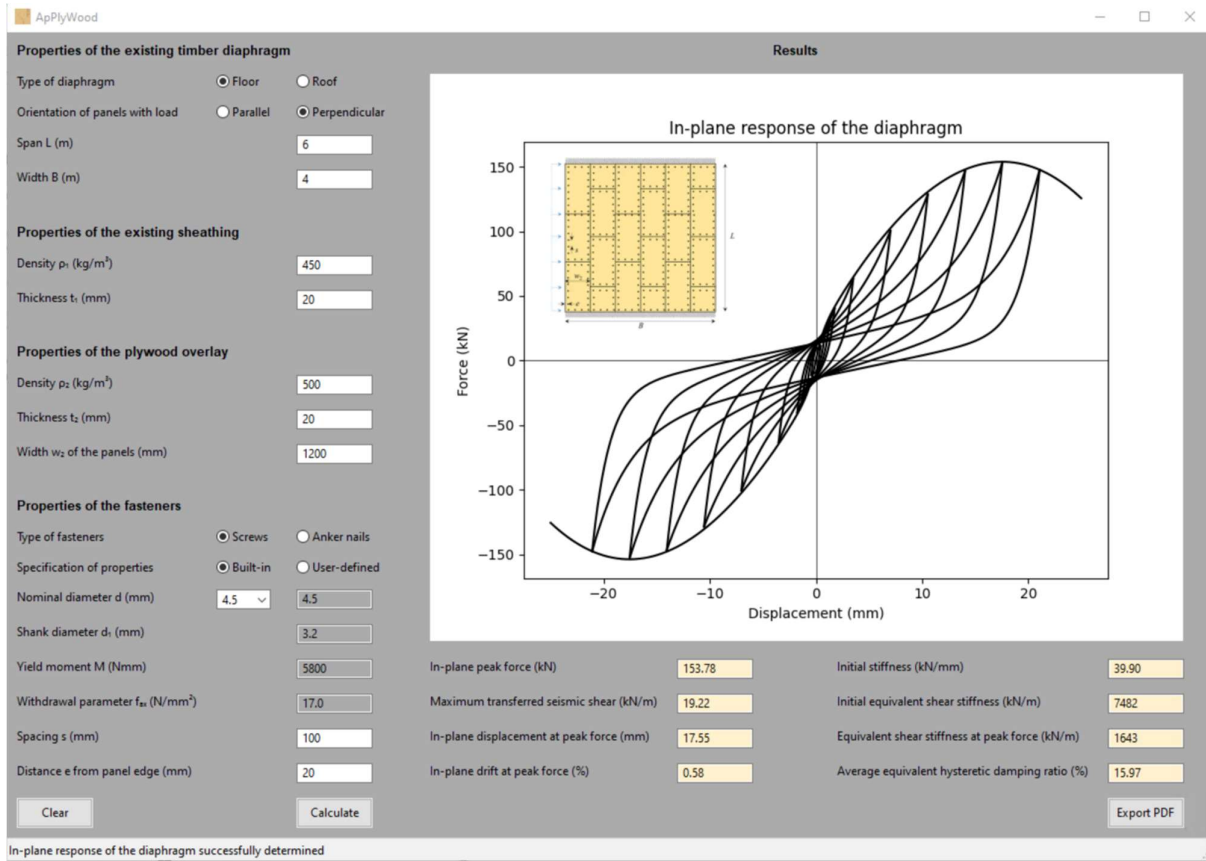 ApPlyWood
Properties of the existing timber diaphragm
Type of diaphragm Floor Roof
Orientation of panels with load Parallel Perpendicular
Span L (m) 6
Width B (m) 4
Properties of the existing sheathing
Density ρ₁ (kg/m³) 450
Thickness t₁ (mm) 20
Properties of the plywood overlay
Density ρ₂ (kg/m³) 500
Thickness t₂ (mm) 20
Width w₂ of the panels (mm) 1200
Properties of the fasteners
Type of fasteners Screws Anker nails
Specification of properties Built-in User-defined
Nominal diameter d (mm) 4.5 4.5
Shank diameter d₁ (mm) 3.2
Yield moment M (Nmm) 5800
Withdrawal parameter fₐₓ (N/mm²) 17.0
Spacing s (mm) 100
Distance e from panel edge (mm) 20
Clear Calculate
Results
In-plane response of the diaphragm
150
100
50
0
−50
−100
−150
Force (kN)
−20 −10 0 10 20
Displacement (mm)
s
w₂
e
L
B
In-plane peak force (kN) 153.78
Maximum transferred seismic shear (kN/m) 19.22
In-plane displacement at peak force (mm) 17.55
In-plane drift at peak force (%) 0.58
Initial stiffness (kN/mm) 39.90
Initial equivalent shear stiffness (kN/m) 7482
Equivalent shear stiffness at peak force (kN/m) 1643
Average equivalent hysteretic damping ratio (%) 15.97
Export PDF
In-plane response of the diaphragm successfully determined